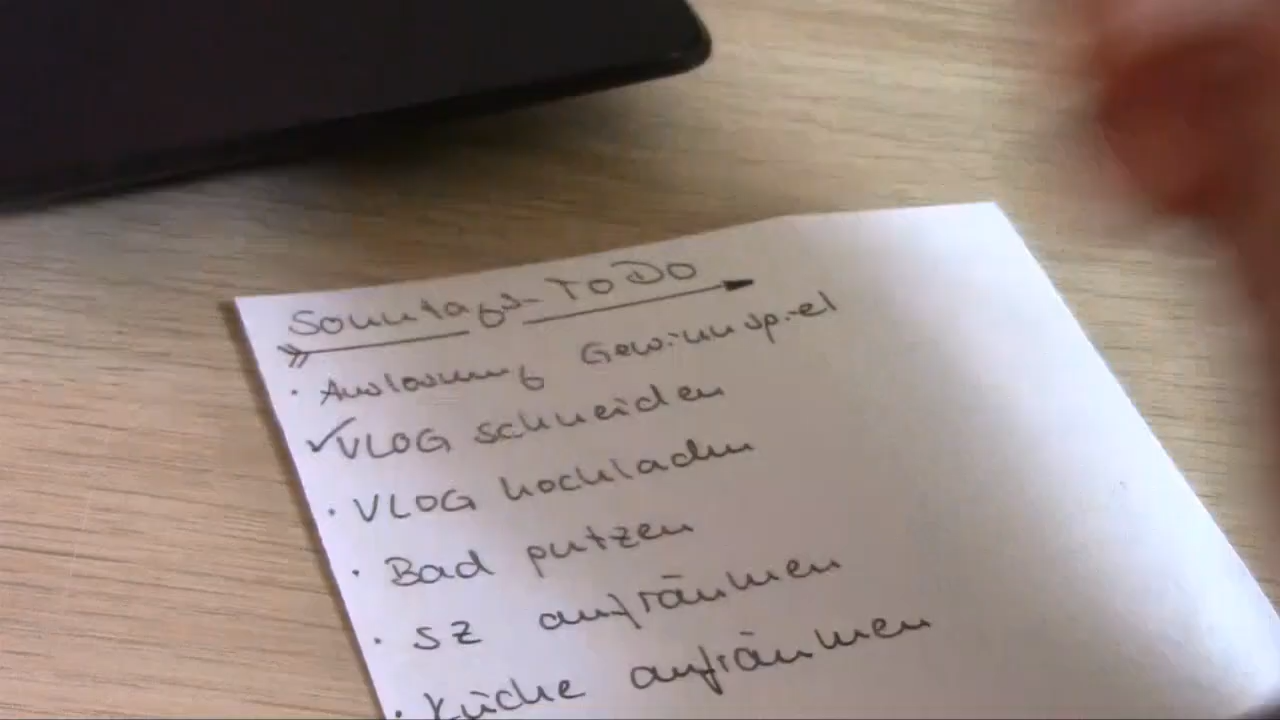 Sonntags-ToDo
· Auslosung Gewinnspiel
✓ VLOG schneiden
· VLOG hochladen
· Bad putzen
· SZ aufräumen
· Küche aufräumen